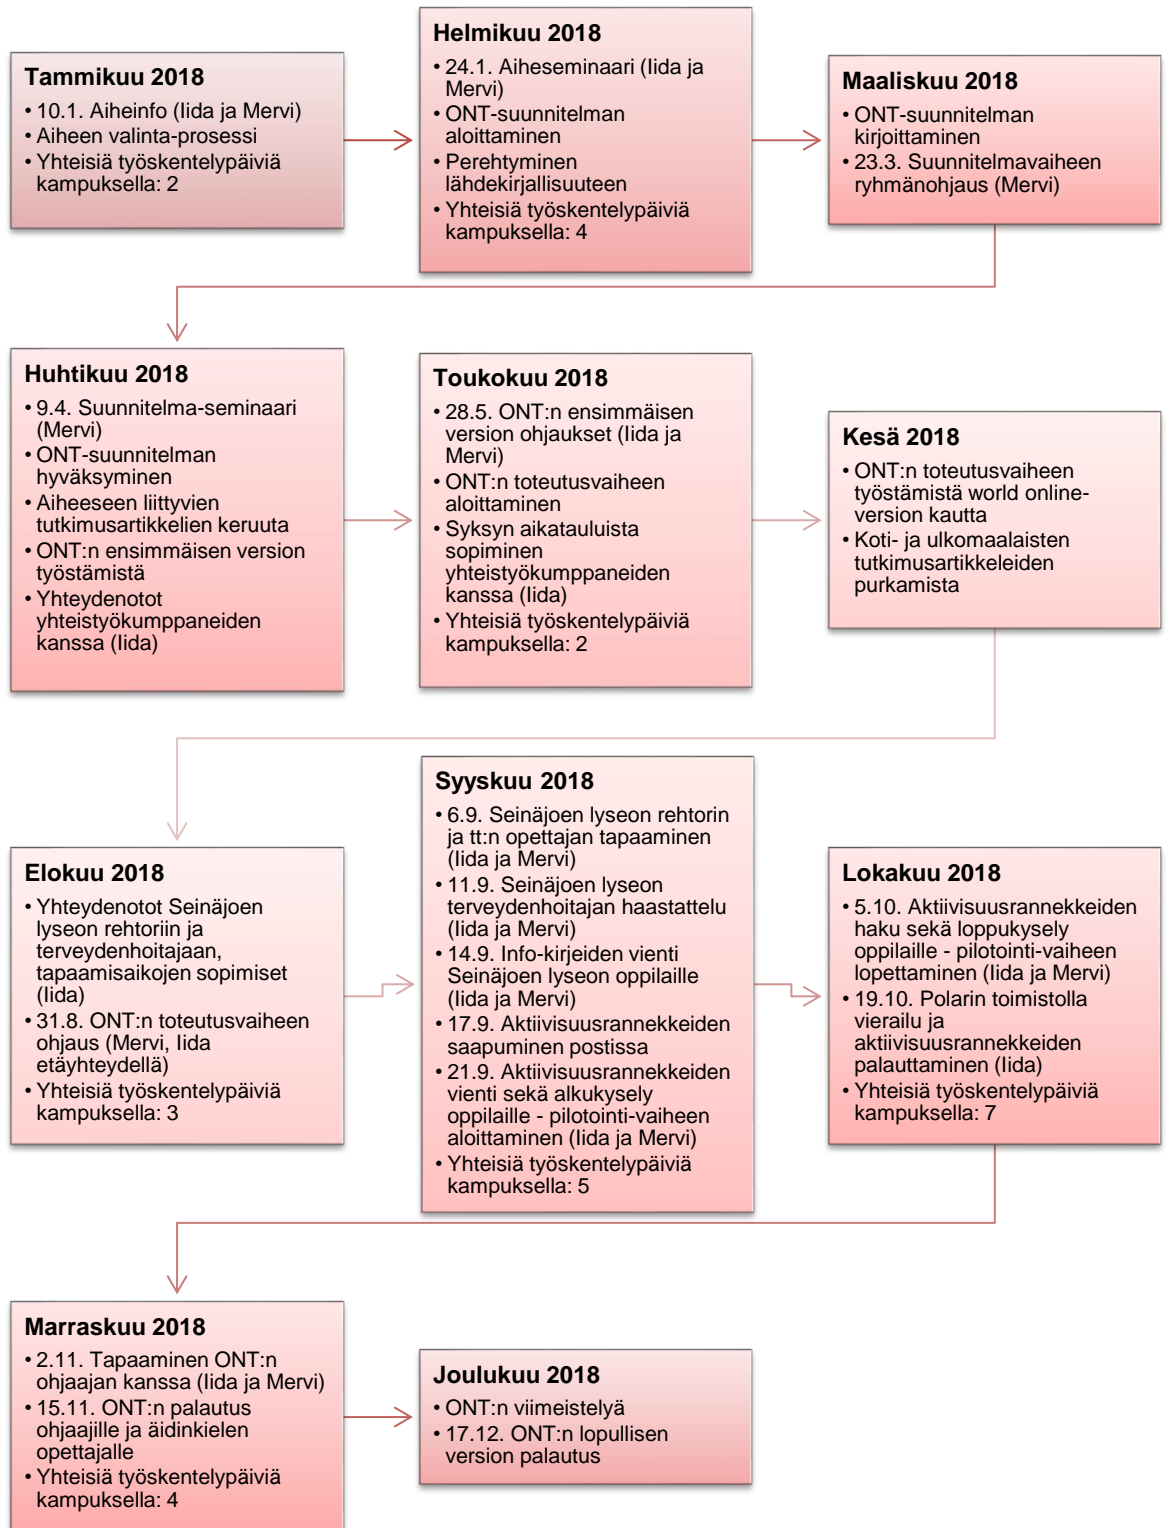 Tammikuu 2018
• 10.1. Aiheinfo (Iida ja Mervi)
• Aiheen valinta-prosessi
• Yhteisiä työskentelypäiviä
kampuksella: 2
Helmikuu 2018
• 24.1. Aiheseminaari (Iida ja
Mervi)
• ONT-suunnitelman
aloittaminen
• Perehtyminen
lähdekirjallisuuteen
• Yhteisiä työskentelypäiviä
kampuksella: 4
Maaliskuu 2018
• ONT-suunnitelman
kirjoittaminen
• 23.3. Suunnitelmavaiheen
ryhmänohjaus (Mervi)
Huhtikuu 2018
• 9.4. Suunnitelma-seminaari
(Mervi)
• ONT-suunnitelman
hyväksyminen
• Aiheeseen liittyvien
tutkimusartikkelien keruuta
• ONT:n ensimmäisen version
työstämistä
• Yhteydenotot
yhteistyökumppaneiden
kanssa (Iida)
Toukokuu 2018
• 28.5. ONT:n ensimmäisen
version ohjaukset (Iida ja
Mervi)
• ONT:n toteutusvaiheen
aloittaminen
• Syksyn aikatauluista
sopiminen
yhteistyökumppaneiden
kanssa (Iida)
• Yhteisiä työskentelypäiviä
kampuksella: 2
Kesä 2018
• ONT:n toteutusvaiheen
työstämistä world online-
version kautta
• Koti- ja ulkomaalaisten
tutkimusartikkeleiden
purkamista
Elokuu 2018
• Yhteydenotot Seinäjoen
lyseon rehtoriin ja
terveydenhoitajaan,
tapaamisaikojen sopimiset
(Iida)
• 31.8. ONT:n toteutusvaiheen
ohjaus (Mervi, Iida
etäyhteydellä)
• Yhteisiä työskentelypäiviä
kampuksella: 3
Syyskuu 2018
• 6.9. Seinäjoen lyseon rehtorin
ja tt:n opettajan tapaaminen
(Iida ja Mervi)
• 11.9. Seinäjoen lyseon
terveydenhoitajan haastattelu
(Iida ja Mervi)
• 14.9. Info-kirjeiden vienti
Seinäjoen lyseon oppilaille
(Iida ja Mervi)
• 17.9. Aktiivisuusrannekkeiden
saapuminen postissa
• 21.9. Aktiivisuusrannekkeiden
vienti sekä alkukysely
oppilaille - pilotointi-vaiheen
aloittaminen (Iida ja Mervi)
• Yhteisiä työskentelypäiviä
kampuksella: 5
Lokakuu 2018
• 5.10. Aktiivisuusrannekkeiden
haku sekä loppukysely
oppilaille - pilotointi-vaiheen
lopettaminen (Iida ja Mervi)
• 19.10. Polarin toimistolla
vierailu ja
aktiivisuusrannekkeiden
palauttaminen (Iida)
• Yhteisiä työskentelypäiviä
kampuksella: 7
Marraskuu 2018
• 2.11. Tapaaminen ONT:n
ohjaajan kanssa (Iida ja Mervi)
• 15.11. ONT:n palautus
ohjaajille ja äidinkielen
opettajalle
• Yhteisiä työskentelypäiviä
kampuksella: 4
Joulukuu 2018
• ONT:n viimeistelyä
• 17.12. ONT:n lopullisen
version palautus